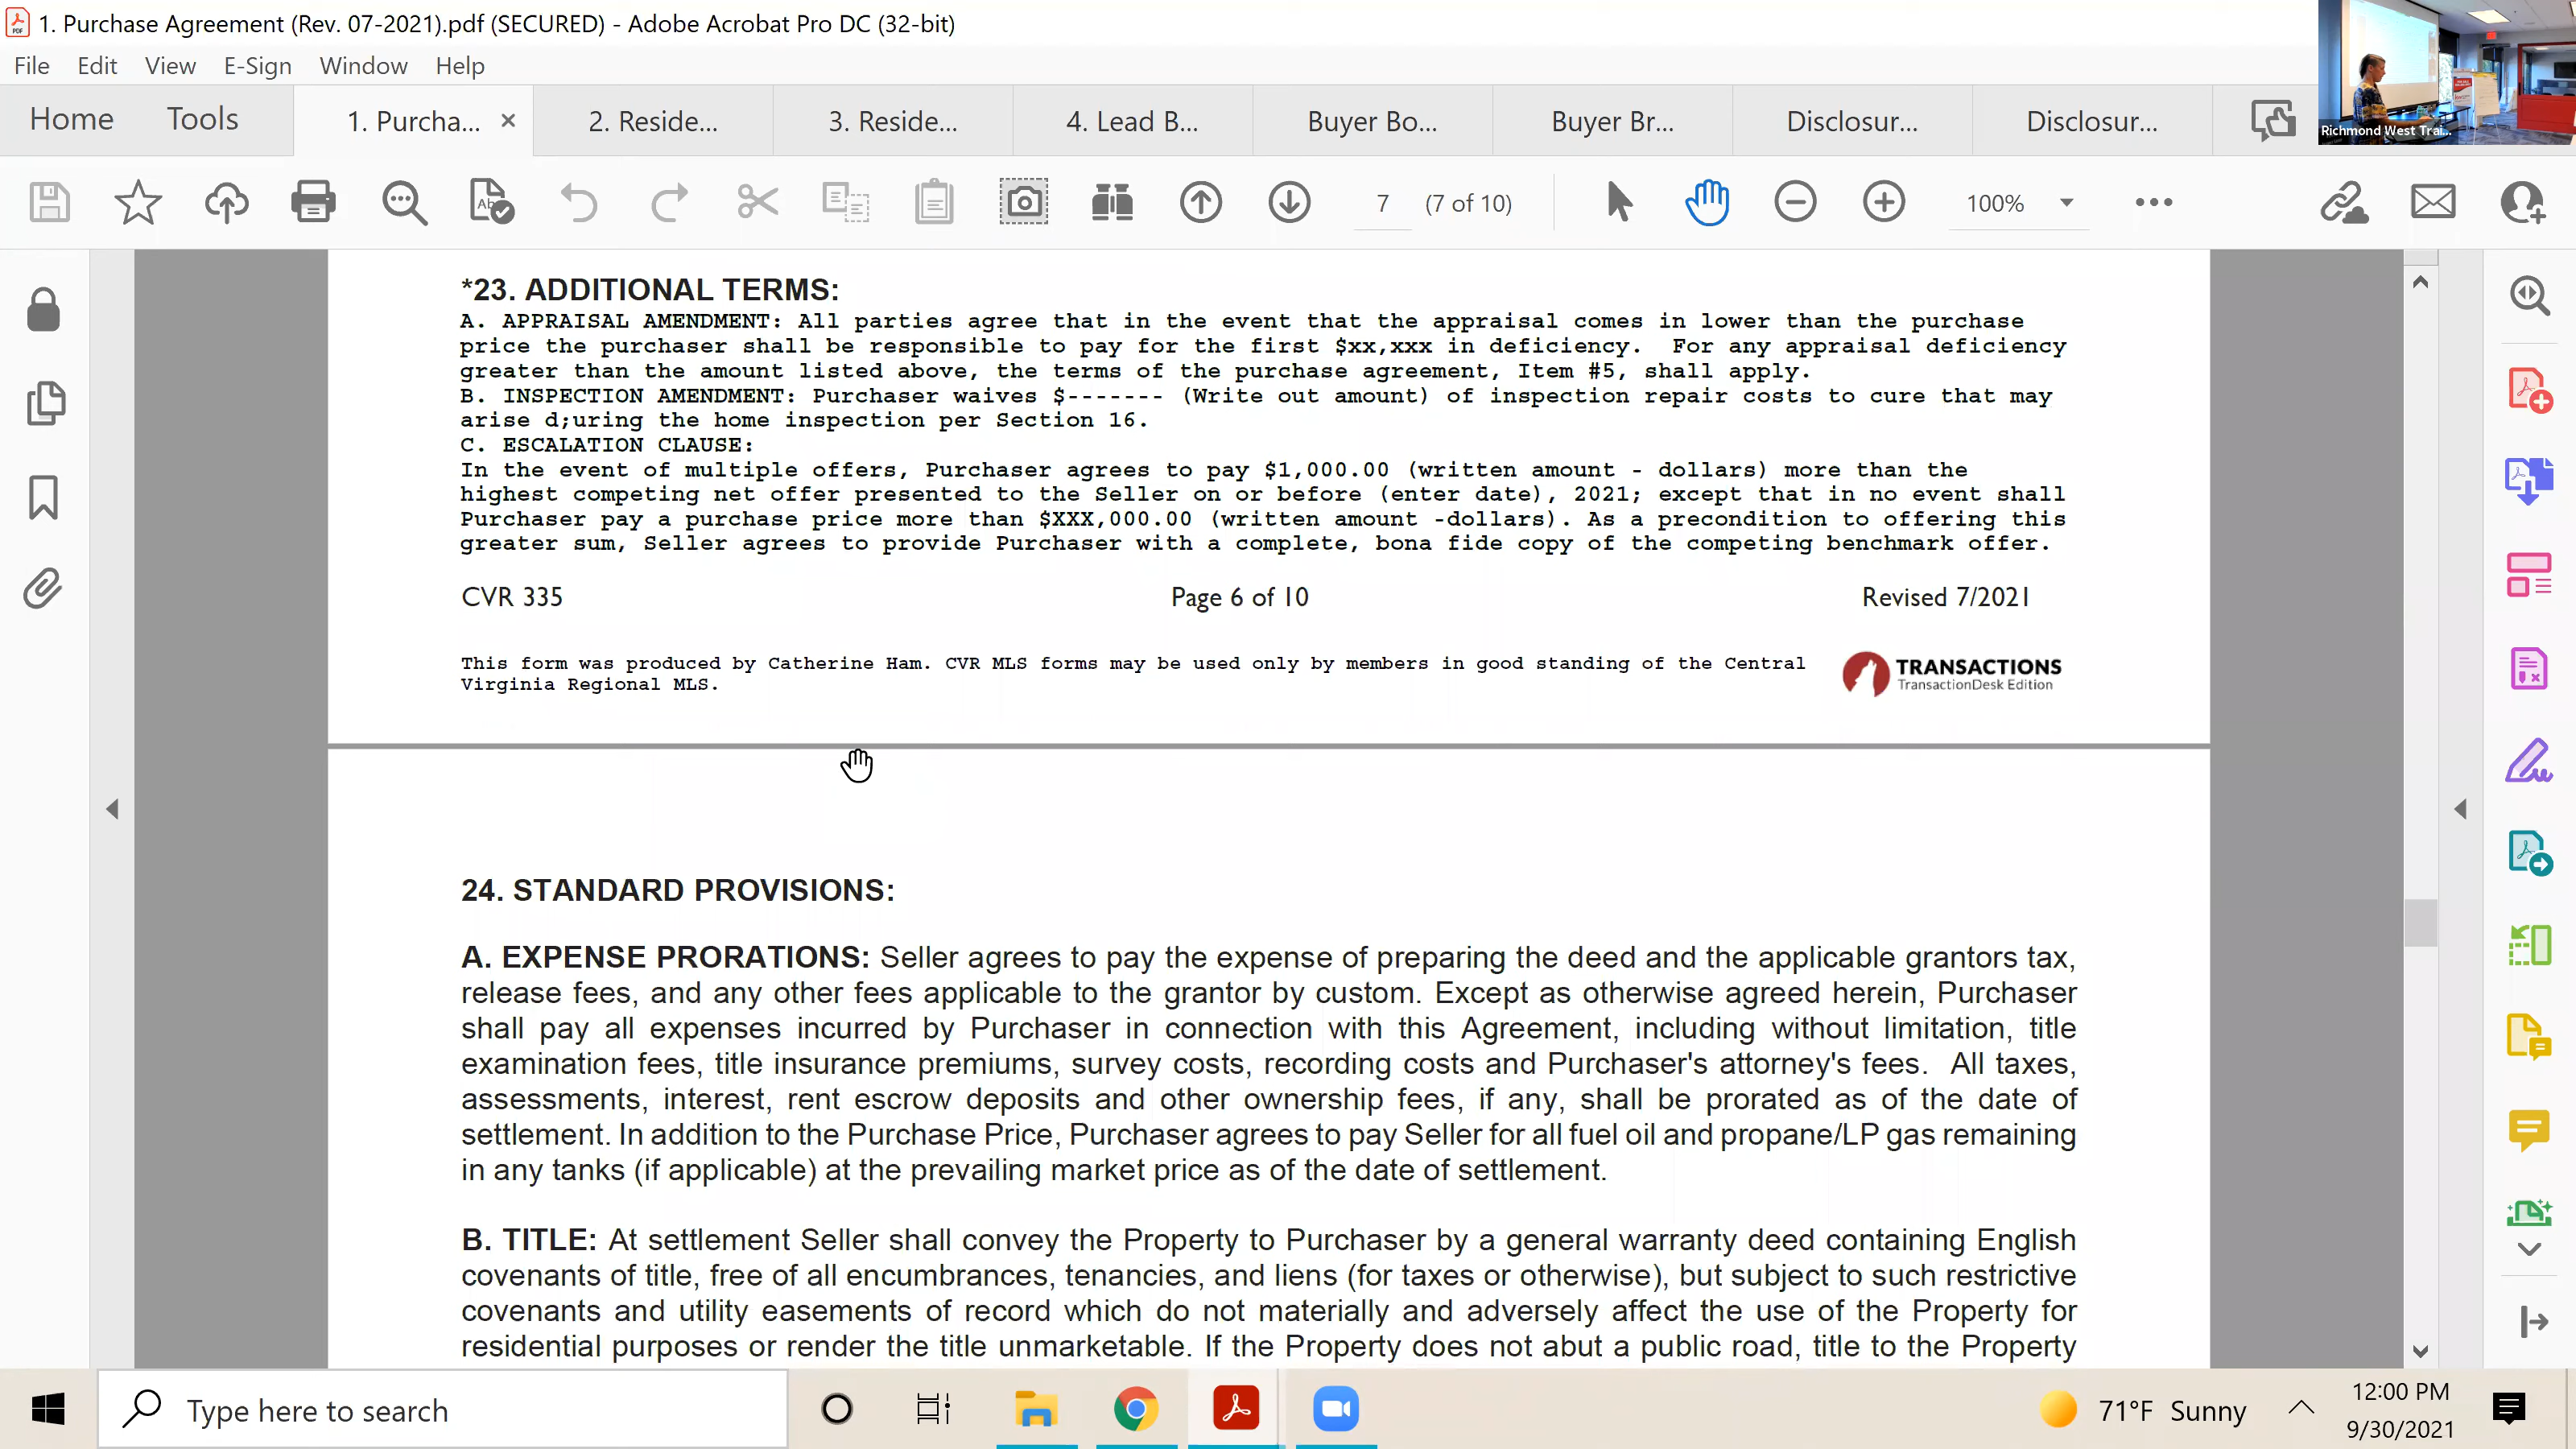 1. Purchase Agreement (Rev. 07-2021).pdf (SECURED) - Adobe Acrobat Pro DC (32-bit)
File Edit View E-Sign Window Help
Home Tools 1. Purcha... 2. Reside... 3. Reside... 4. Lead B... Buyer Bo... Buyer Br... Disclosur... Disclosur...
Richmond West Trai...
7 (7 of 10) 100%
*23. ADDITIONAL TERMS:
A. APPRAISAL AMENDMENT: All parties agree that in the event that the appraisal comes in lower than the purchase
price the purchaser shall be responsible to pay for the first $xx,xxx in deficiency. For any appraisal deficiency
greater than the amount listed above, the terms of the purchase agreement, Item #5, shall apply.
B. INSPECTION AMENDMENT: Purchaser waives $------- (Write out amount) of inspection repair costs to cure that may
arise d;uring the home inspection per Section 16.
C. ESCALATION CLAUSE:
In the event of multiple offers, Purchaser agrees to pay $1,000.00 (written amount - dollars) more than the
highest competing net offer presented to the Seller on or before (enter date), 2021; except that in no event shall
Purchaser pay a purchase price more than $XXX,000.00 (written amount -dollars). As a precondition to offering this
greater sum, Seller agrees to provide Purchaser with a complete, bona fide copy of the competing benchmark offer.
CVR 335 Page 6 of 10 Revised 7/2021
This form was produced by Catherine Ham. CVR MLS forms may be used only by members in good standing of the Central
Virginia Regional MLS.
TRANSACTIONS
TransactionDesk Edition
24. STANDARD PROVISIONS:
A. EXPENSE PRORATIONS: Seller agrees to pay the expense of preparing the deed and the applicable grantors tax,
release fees, and any other fees applicable to the grantor by custom. Except as otherwise agreed herein, Purchaser
shall pay all expenses incurred by Purchaser in connection with this Agreement, including without limitation, title
examination fees, title insurance premiums, survey costs, recording costs and Purchaser's attorney's fees. All taxes,
assessments, interest, rent escrow deposits and other ownership fees, if any, shall be prorated as of the date of
settlement. In addition to the Purchase Price, Purchaser agrees to pay Seller for all fuel oil and propane/LP gas remaining
in any tanks (if applicable) at the prevailing market price as of the date of settlement.
B. TITLE: At settlement Seller shall convey the Property to Purchaser by a general warranty deed containing English
covenants of title, free of all encumbrances, tenancies, and liens (for taxes or otherwise), but subject to such restrictive
covenants and utility easements of record which do not materially and adversely affect the use of the Property for
residential purposes or render the title unmarketable. If the Property does not abut a public road, title to the Property
Type here to search
71°F Sunny
12:00 PM
9/30/2021